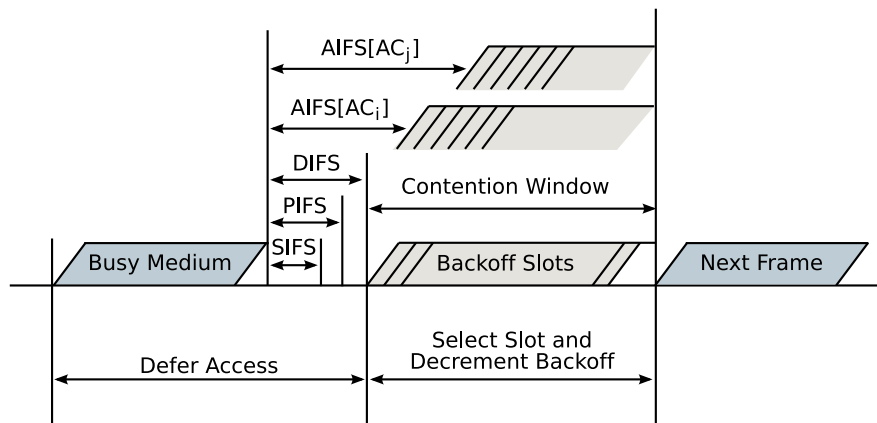 AIFS[ACj]
AIFS[ACi]
DIFS
Contention Window
PIFS
SIFS
Busy Medium
Backoff Slots
Next Frame
Select Slot and
Decrement Backoff
Defer Access